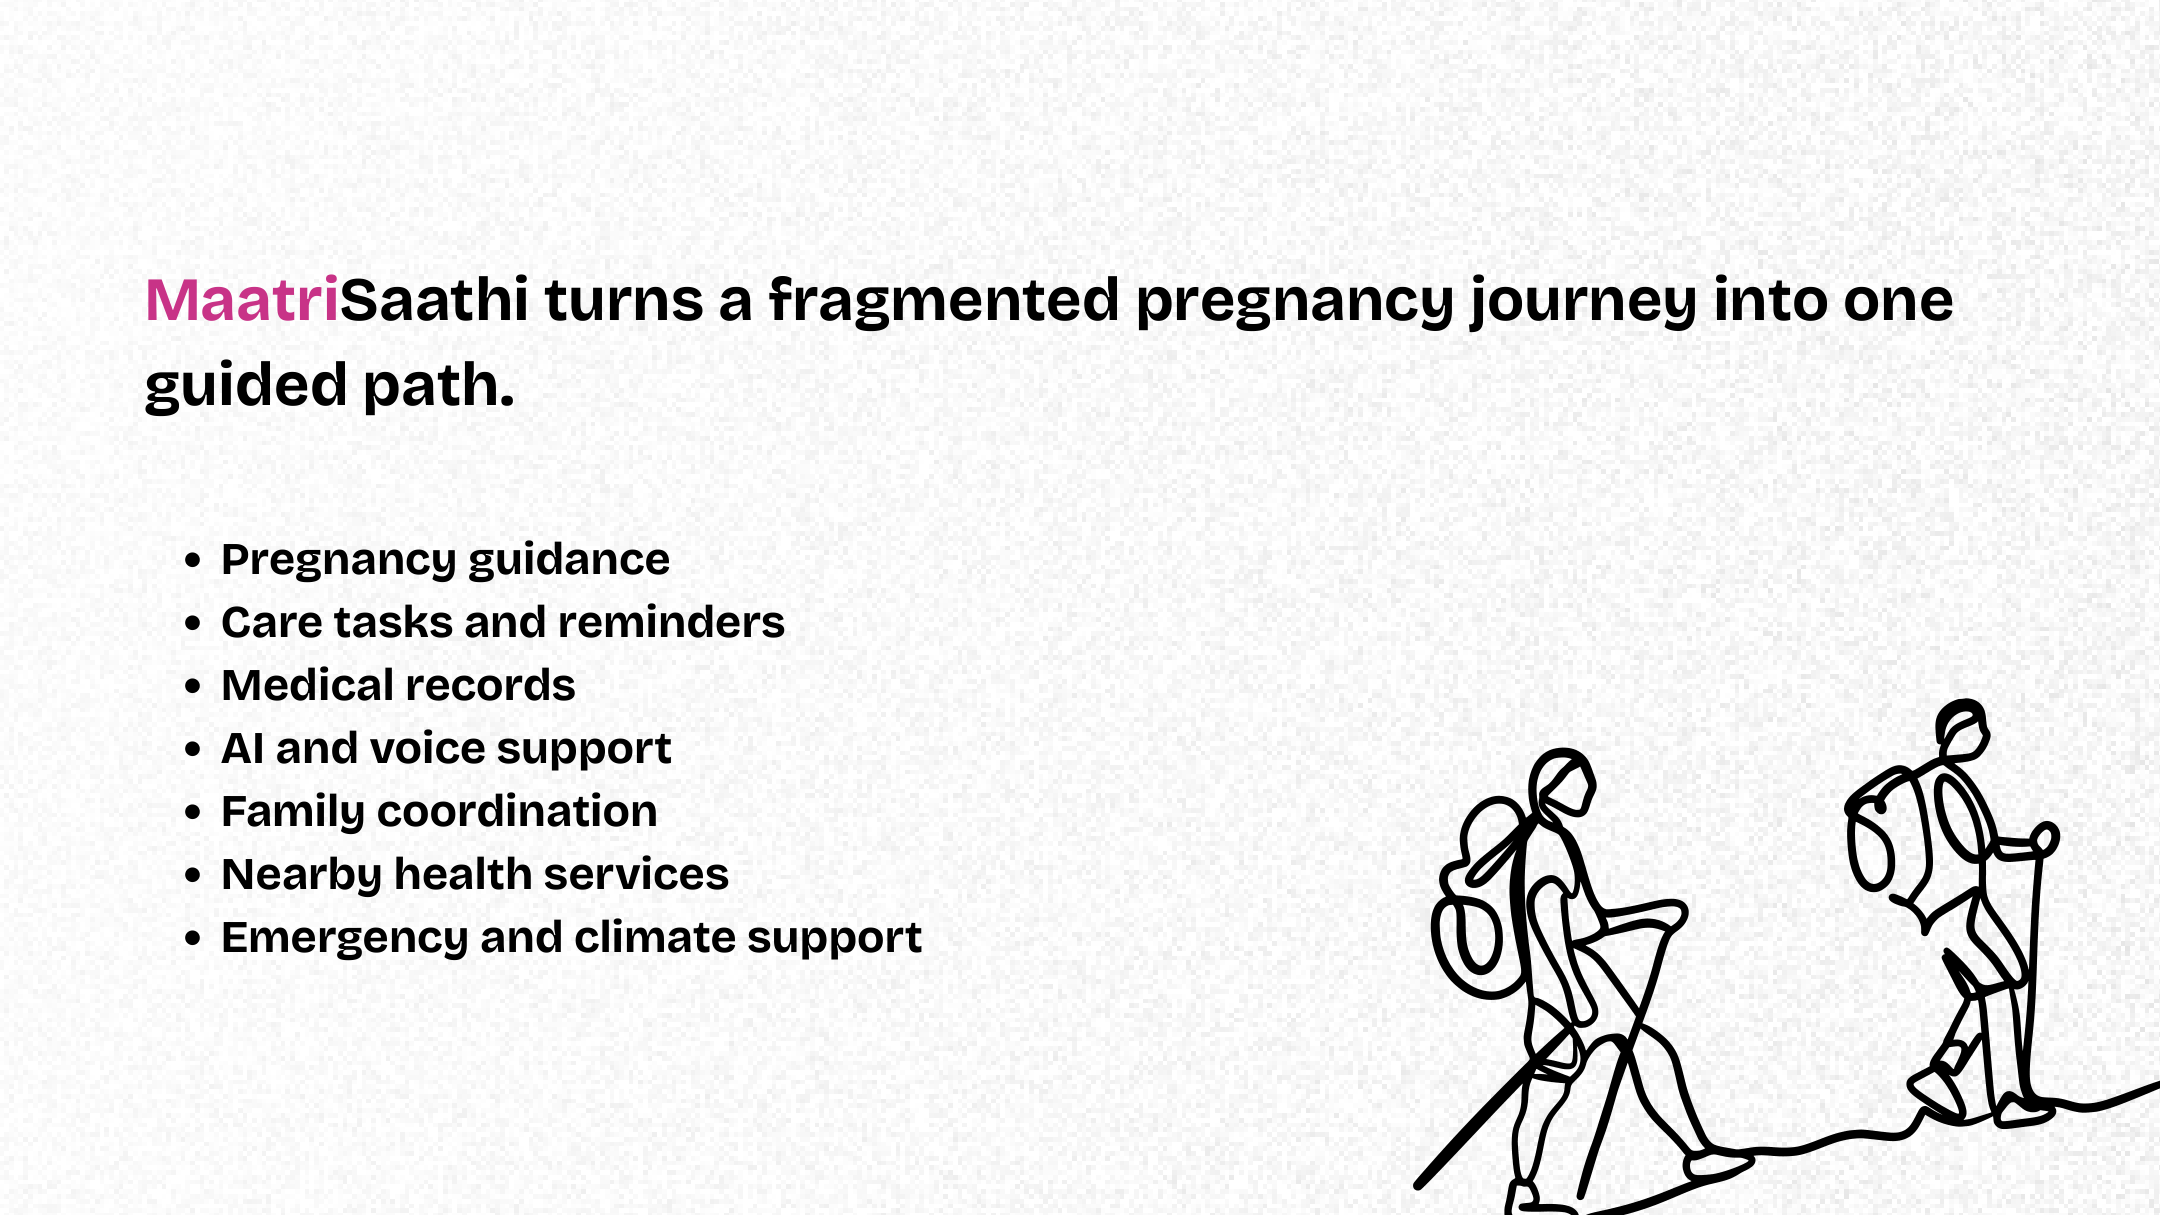 MaatriSaathi turns a fragmented pregnancy journey into one
guided path.
• Pregnancy guidance
• Care tasks and reminders
• Medical records
• AI and voice support
• Family coordination
• Nearby health services
• Emergency and climate support